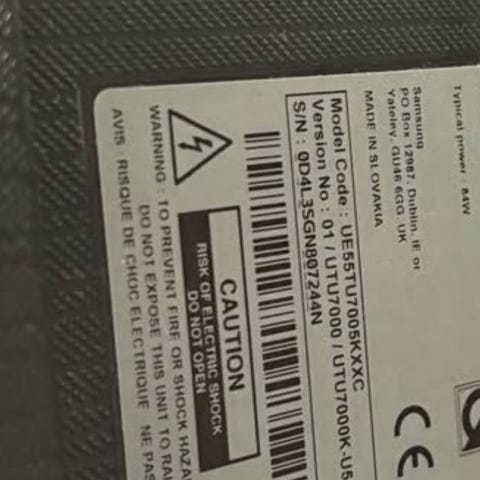 Typical power : 84W
Samsung
PO Box 12987, Dublin. IE or
Yateley, GU46 6GG. UK
MADE IN SLOVAKIA
Model Code : UE55TU7005KXXC
Version No : 01 / UTU7000 / UTU7000K-U5
S/N : 0D4L3SGN807244N
CE
CAUTION
RISK OF ELECTRIC SHOCK
DO NOT OPEN
WARNING : TO PREVENT FIRE OR SHOCK HAZA
DO NOT EXPOSE THIS UNIT TO RAI
AVIS : RISQUE DE CHOC ELECTRIQUE NE PAS